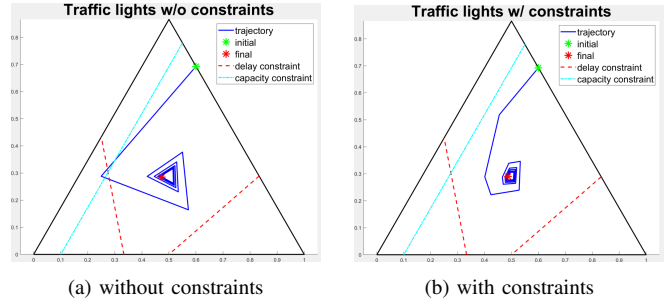 Traffic lights w/o constraints
trajectory
initial
final
delay constraint
capacity constraint
0.8
0.7
0.6
0.5
0.4
0.3
0.2
0.1
0
0 0.1 0.2 0.3 0.4 0.5 0.6 0.7 0.8 0.9 1
(a) without constraints
Traffic lights w/ constraints
trajectory
initial
final
delay constraint
capacity constraint
0.8
0.7
0.6
0.5
0.4
0.3
0.2
0.1
0
0 0.1 0.2 0.3 0.4 0.5 0.6 0.7 0.8 0.9 1
(b) with constraints